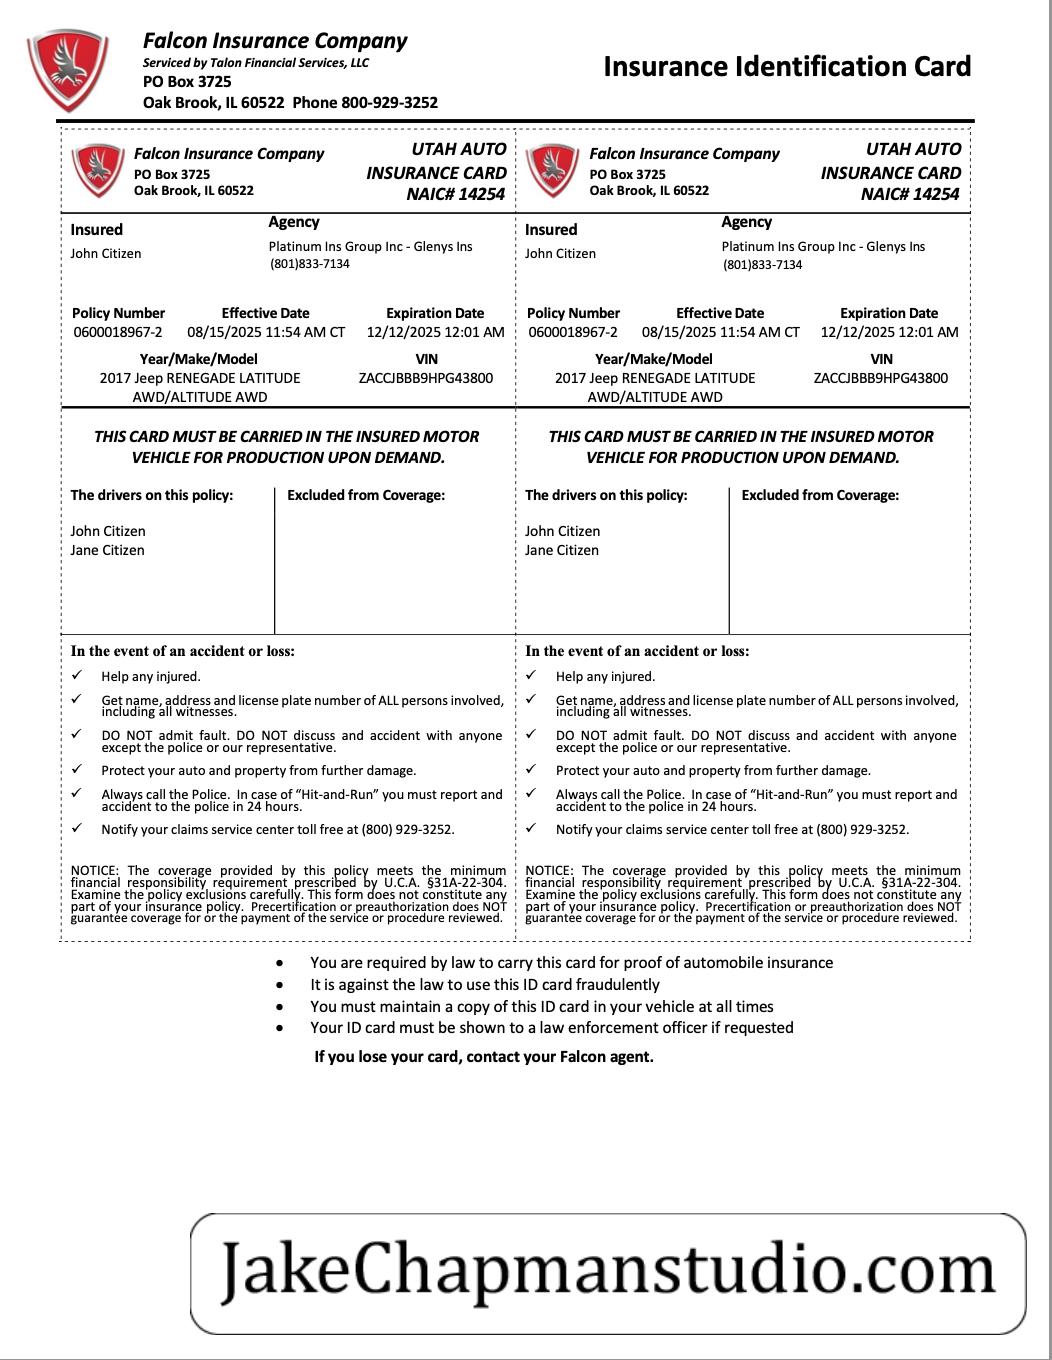 Falcon Insurance Company
Serviced by Talon Financial Services, LLC
PO Box 3725
Oak Brook, IL 60522 Phone 800-929-3252
Insurance Identification Card
Falcon Insurance Company
PO Box 3725
Oak Brook, IL 60522
UTAH AUTO
INSURANCE CARD
NAIC# 14254
Insured
John Citizen
Agency
Platinum Ins Group Inc - Glenys Ins
(801)833-7134
Policy Number Effective Date Expiration Date
0600018967-2 08/15/2025 11:54 AM CT 12/12/2025 12:01 AM
Year/Make/Model VIN
2017 Jeep RENEGADE LATITUDE ZACCJBBB9HPG43800
AWD/ALTITUDE AWD
THIS CARD MUST BE CARRIED IN THE INSURED MOTOR
VEHICLE FOR PRODUCTION UPON DEMAND.
The drivers on this policy: Excluded from Coverage:
John Citizen
Jane Citizen
In the event of an accident or loss:
✓ Help any injured.
✓ Get name, address and license plate number of ALL persons involved,
including all witnesses.
✓ DO NOT admit fault. DO NOT discuss and accident with anyone
except the police or our representative.
✓ Protect your auto and property from further damage.
✓ Always call the Police. In case of “Hit-and-Run” you must report and
accident to the police in 24 hours.
✓ Notify your claims service center toll free at (800) 929-3252.
NOTICE: The coverage provided by this policy meets the minimum
financial responsibility requirement prescribed by U.C.A. §31A-22-304.
Examine the policy exclusions carefully. This form does not constitute any
part of your insurance policy. Precertification or preauthorization does NOT
guarantee coverage for or the payment of the service or procedure reviewed.
Falcon Insurance Company
PO Box 3725
Oak Brook, IL 60522
UTAH AUTO
INSURANCE CARD
NAIC# 14254
Insured
John Citizen
Agency
Platinum Ins Group Inc - Glenys Ins
(801)833-7134
Policy Number Effective Date Expiration Date
0600018967-2 08/15/2025 11:54 AM CT 12/12/2025 12:01 AM
Year/Make/Model VIN
2017 Jeep RENEGADE LATITUDE ZACCJBBB9HPG43800
AWD/ALTITUDE AWD
THIS CARD MUST BE CARRIED IN THE INSURED MOTOR
VEHICLE FOR PRODUCTION UPON DEMAND.
The drivers on this policy: Excluded from Coverage:
John Citizen
Jane Citizen
In the event of an accident or loss:
✓ Help any injured.
✓ Get name, address and license plate number of ALL persons involved,
including all witnesses.
✓ DO NOT admit fault. DO NOT discuss and accident with anyone
except the police or our representative.
✓ Protect your auto and property from further damage.
✓ Always call the Police. In case of “Hit-and-Run” you must report and
accident to the police in 24 hours.
✓ Notify your claims service center toll free at (800) 929-3252.
NOTICE: The coverage provided by this policy meets the minimum
financial responsibility requirement prescribed by U.C.A. §31A-22-304.
Examine the policy exclusions carefully. This form does not constitute any
part of your insurance policy. Precertification or preauthorization does NOT
guarantee coverage for or the payment of the service or procedure reviewed.
• You are required by law to carry this card for proof of automobile insurance
• It is against the law to use this ID card fraudulently
• You must maintain a copy of this ID card in your vehicle at all times
• Your ID card must be shown to a law enforcement officer if requested
If you lose your card, contact your Falcon agent.
JakeChapmanstudio.com